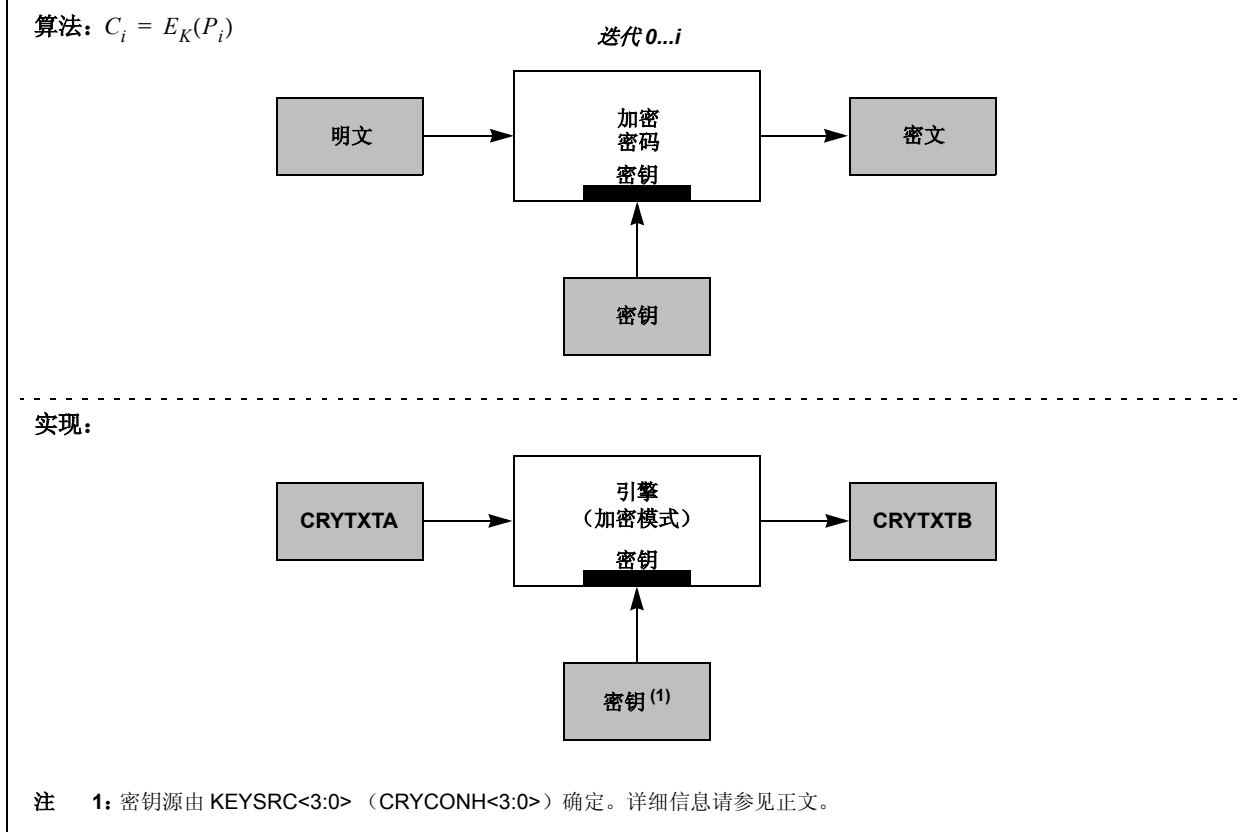 算法：C_i = E_K(P_i)
迭代 0...i
明文
加密
密码
密钥
密文
密钥
实现：
CRYTXTA
引擎
（加密模式）
密钥
CRYTXTB
密钥 (1)
注 1: 密钥源由 KEYSRC<3:0> （CRYCONH<3:0>）确定。详细信息请参见正文。